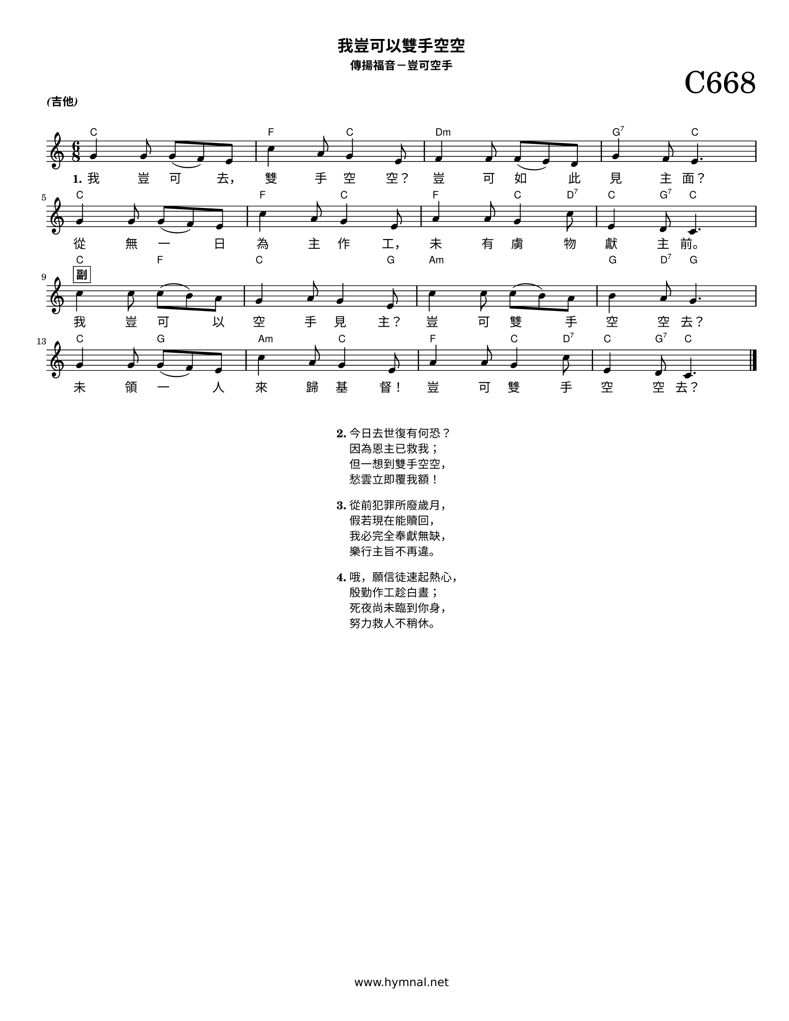 我豈可以雙手空空
傳揚福音－豈可空手
C668
(吉他)
C F C Dm G7 C
6 8
1. 我 豈 可 去， 雙 手 空 空？ 豈 可 如 此 見 主 面？
5 C F C F C D7 C G7 C
從 無 一 日 為 主 作 工， 未 有 虜 物 獻 主 前。
C F C G Am G D7 G
9 副
我 豈 可 以 空 手 見 主？ 豈 可 雙 手 空 空 去？
13 C G Am C F C D7 C G7 C
未 領 一 人 來 歸 基 督！ 豈 可 雙 手 空 空 去？
2. 今日去世復有何恐？
因為恩主已救我；
但一想到雙手空空，
愁雲立即覆我額！
3. 從前犯罪所廢歲月，
假若現在能贖回，
我必完全奉獻無缺，
樂行主旨不再違。
4. 哦，願信徒速起熱心，
殷勤作工趁白晝；
死夜尚未臨到你身，
努力救人不稍休。
www.hymnal.net